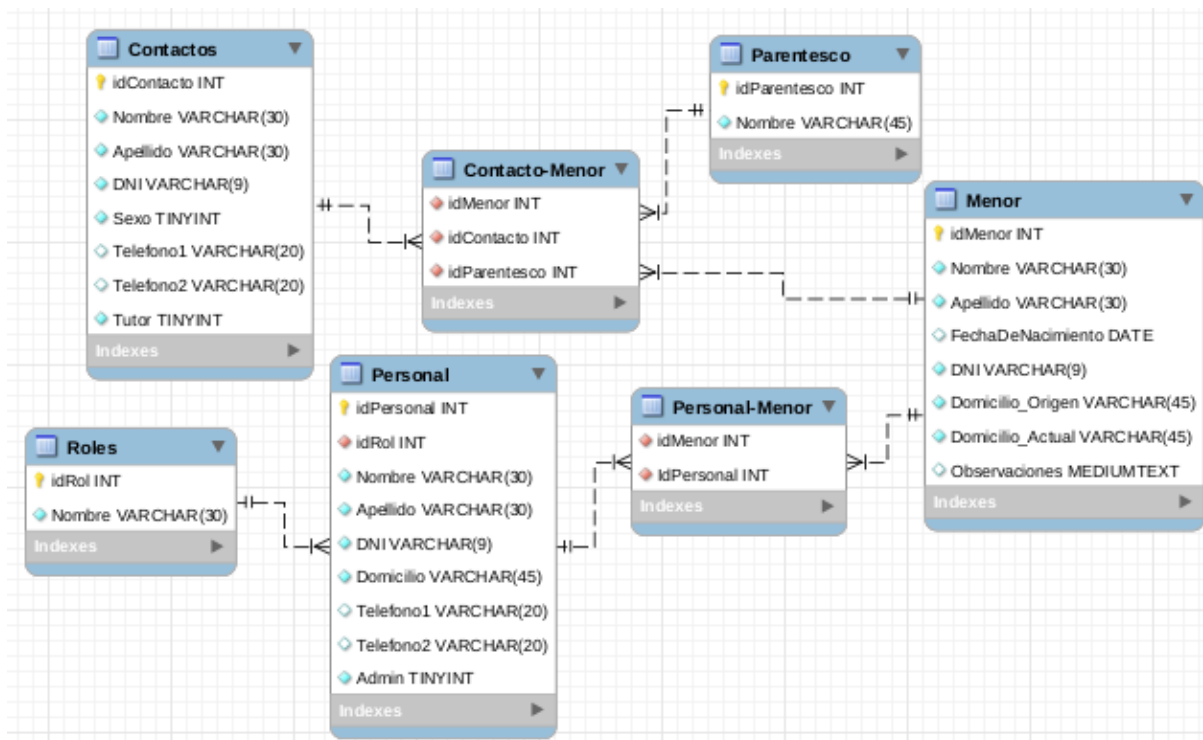 Contactos
idContacto INT
Nombre VARCHAR(30)
Apellido VARCHAR(30)
DNI VARCHAR(9)
Sexo TINYINT
Telefono1 VARCHAR(20)
Telefono2 VARCHAR(20)
Tutor TINYINT
Indexes
Parentesco
idParentesco INT
Nombre VARCHAR(45)
Indexes
Contacto-Menor
idMenor INT
idContacto INT
idParentesco INT
Indexes
Menor
idMenor INT
Nombre VARCHAR(30)
Apellido VARCHAR(30)
FechaDeNacimiento DATE
DNI VARCHAR(9)
Domicilio_Origen VARCHAR(45)
Domicilio_Actual VARCHAR(45)
Observaciones MEDIUMTEXT
Indexes
Personal
idPersonal INT
idRol INT
Nombre VARCHAR(30)
Apellido VARCHAR(30)
DNI VARCHAR(9)
Domicilio VARCHAR(45)
Telefono1 VARCHAR(20)
Telefono2 VARCHAR(20)
Admin TINYINT
Indexes
Personal-Menor
idMenor INT
IdPersonal INT
Indexes
Roles
idRol INT
Nombre VARCHAR(30)
Indexes